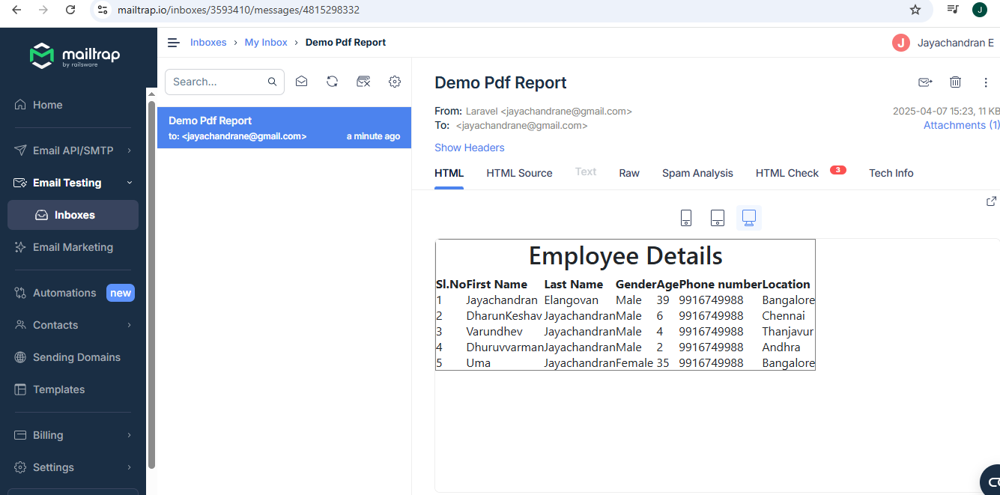 mailtrap.io/inboxes/3593410/messages/4815298332
J
mailtrap
by railsware
Inboxes › My Inbox › Demo Pdf Report
J Jayachandran E
Home
Email API/SMTP
Email Testing
Inboxes
Email Marketing
Automations new
Contacts
Sending Domains
Templates
Billing
Settings
Search...
Demo Pdf Report
to: <jayachandrane@gmail.com> a minute ago
Demo Pdf Report
From: Laravel <jayachandrane@gmail.com> 2025-04-07 15:23, 11 KB
To: <jayachandrane@gmail.com> Attachments (1)
Show Headers
HTML HTML Source Text Raw Spam Analysis HTML Check 3 Tech Info
Employee Details
Sl.No First Name Last Name Gender Age Phone number Location
1 Jayachandran Elangovan Male 39 9916749988 Bangalore
2 DharunKeshav Jayachandran Male 6 9916749988 Chennai
3 Varundhev Jayachandran Male 4 9916749988 Thanjavur
4 Dhuruvvarman Jayachandran Male 2 9916749988 Andhra
5 Uma Jayachandran Female 35 9916749988 Bangalore